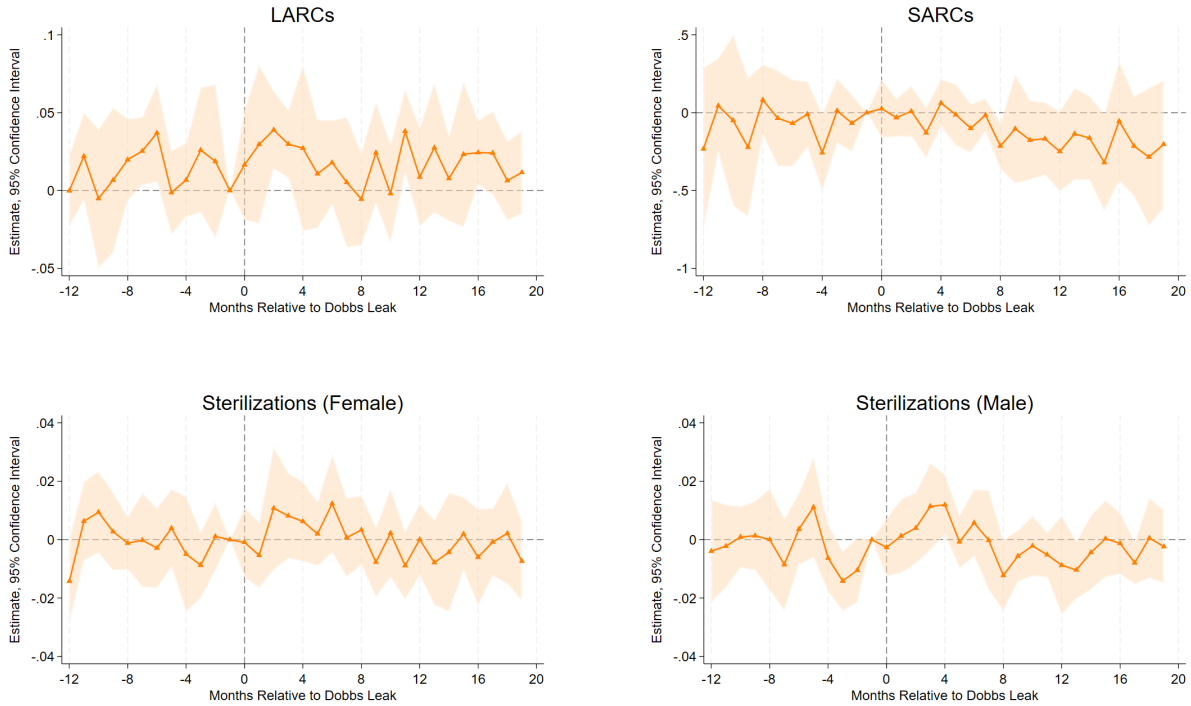 LARCs
Estimate, 95% Confidence Interval
.1
.05
0
-.05
-12 -8 -4 0 4 8 12 16 20
Months Relative to Dobbs Leak
SARCs
Estimate, 95% Confidence Interval
.5
0
-.5
-1
-12 -8 -4 0 4 8 12 16 20
Months Relative to Dobbs Leak
Sterilizations (Female)
Estimate, 95% Confidence Interval
.04
.02
0
-.02
-.04
-12 -8 -4 0 4 8 12 16 20
Months Relative to Dobbs Leak
Sterilizations (Male)
Estimate, 95% Confidence Interval
.04
.02
0
-.02
-.04
-12 -8 -4 0 4 8 12 16 20
Months Relative to Dobbs Leak